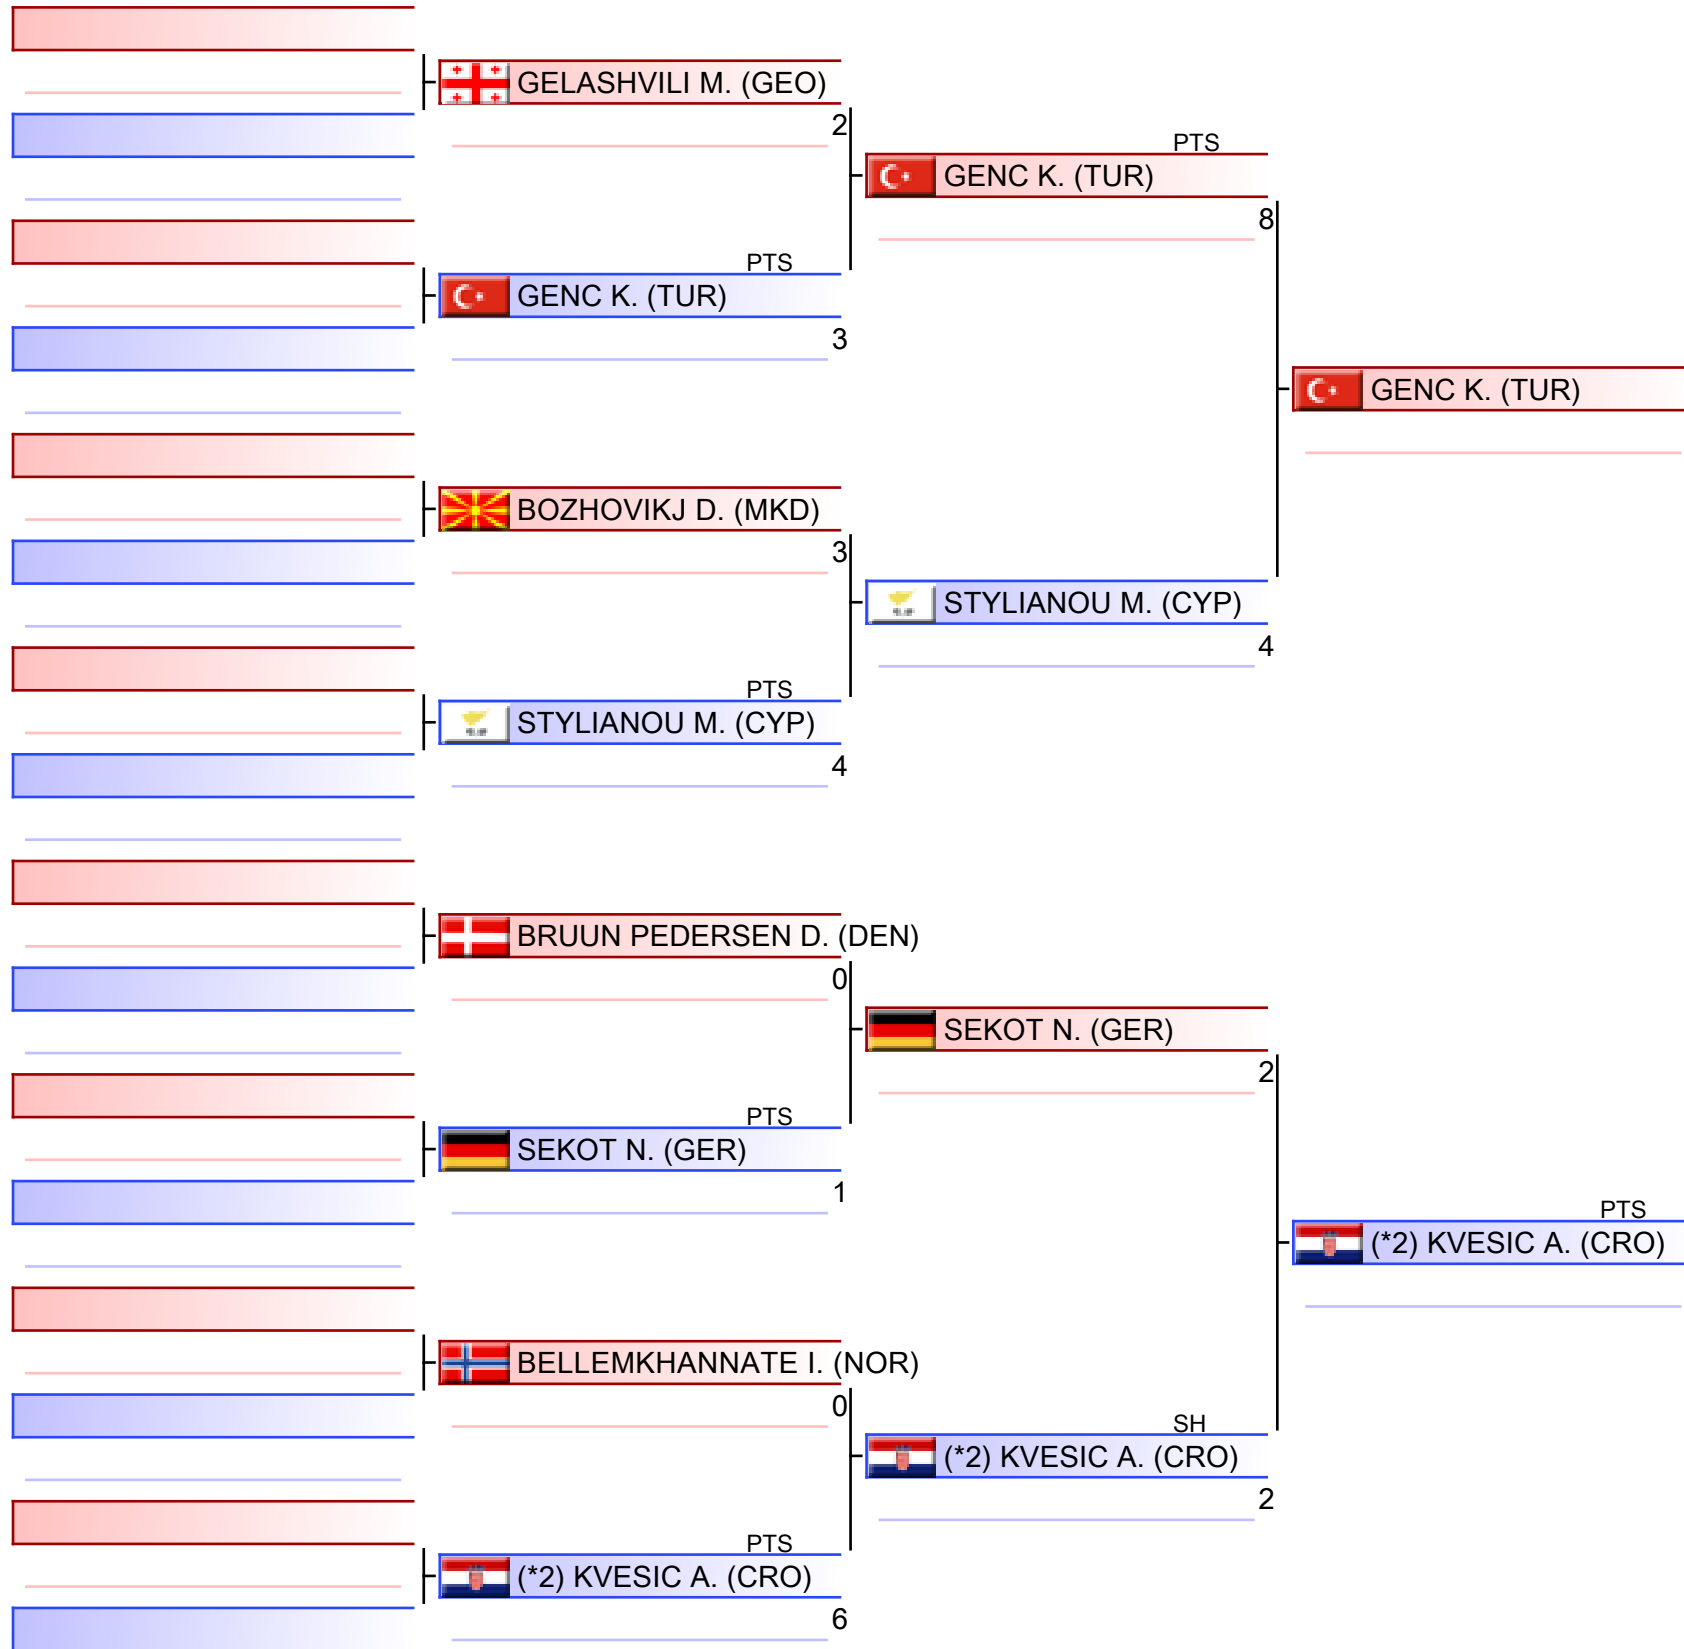 GELASHVILI M. (GEO)
2
PTS
GENC K. (TUR)
8
PTS
GENC K. (TUR)
3
GENC K. (TUR)
BOZHOVIKJ D. (MKD)
3
STYLIANOU M. (CYP)
4
PTS
STYLIANOU M. (CYP)
4
BRUUN PEDERSEN D. (DEN)
0
SEKOT N. (GER)
2
PTS
SEKOT N. (GER)
1
PTS
(*2) KVESIC A. (CRO)
BELLEMKHANNATE I. (NOR)
0
SH
(*2) KVESIC A. (CRO)
2
PTS
(*2) KVESIC A. (CRO)
6